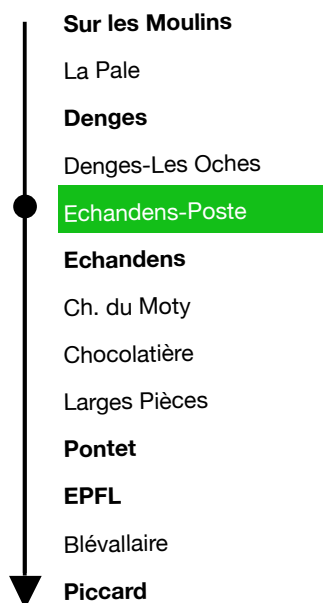 Sur les Moulins
La Pale
Denges
Denges-Les Oches
Echandens-Poste
Echandens
Ch. du Moty
Chocolatière
Larges Pièces
Pontet
EPFL
Blévallaire
Piccard